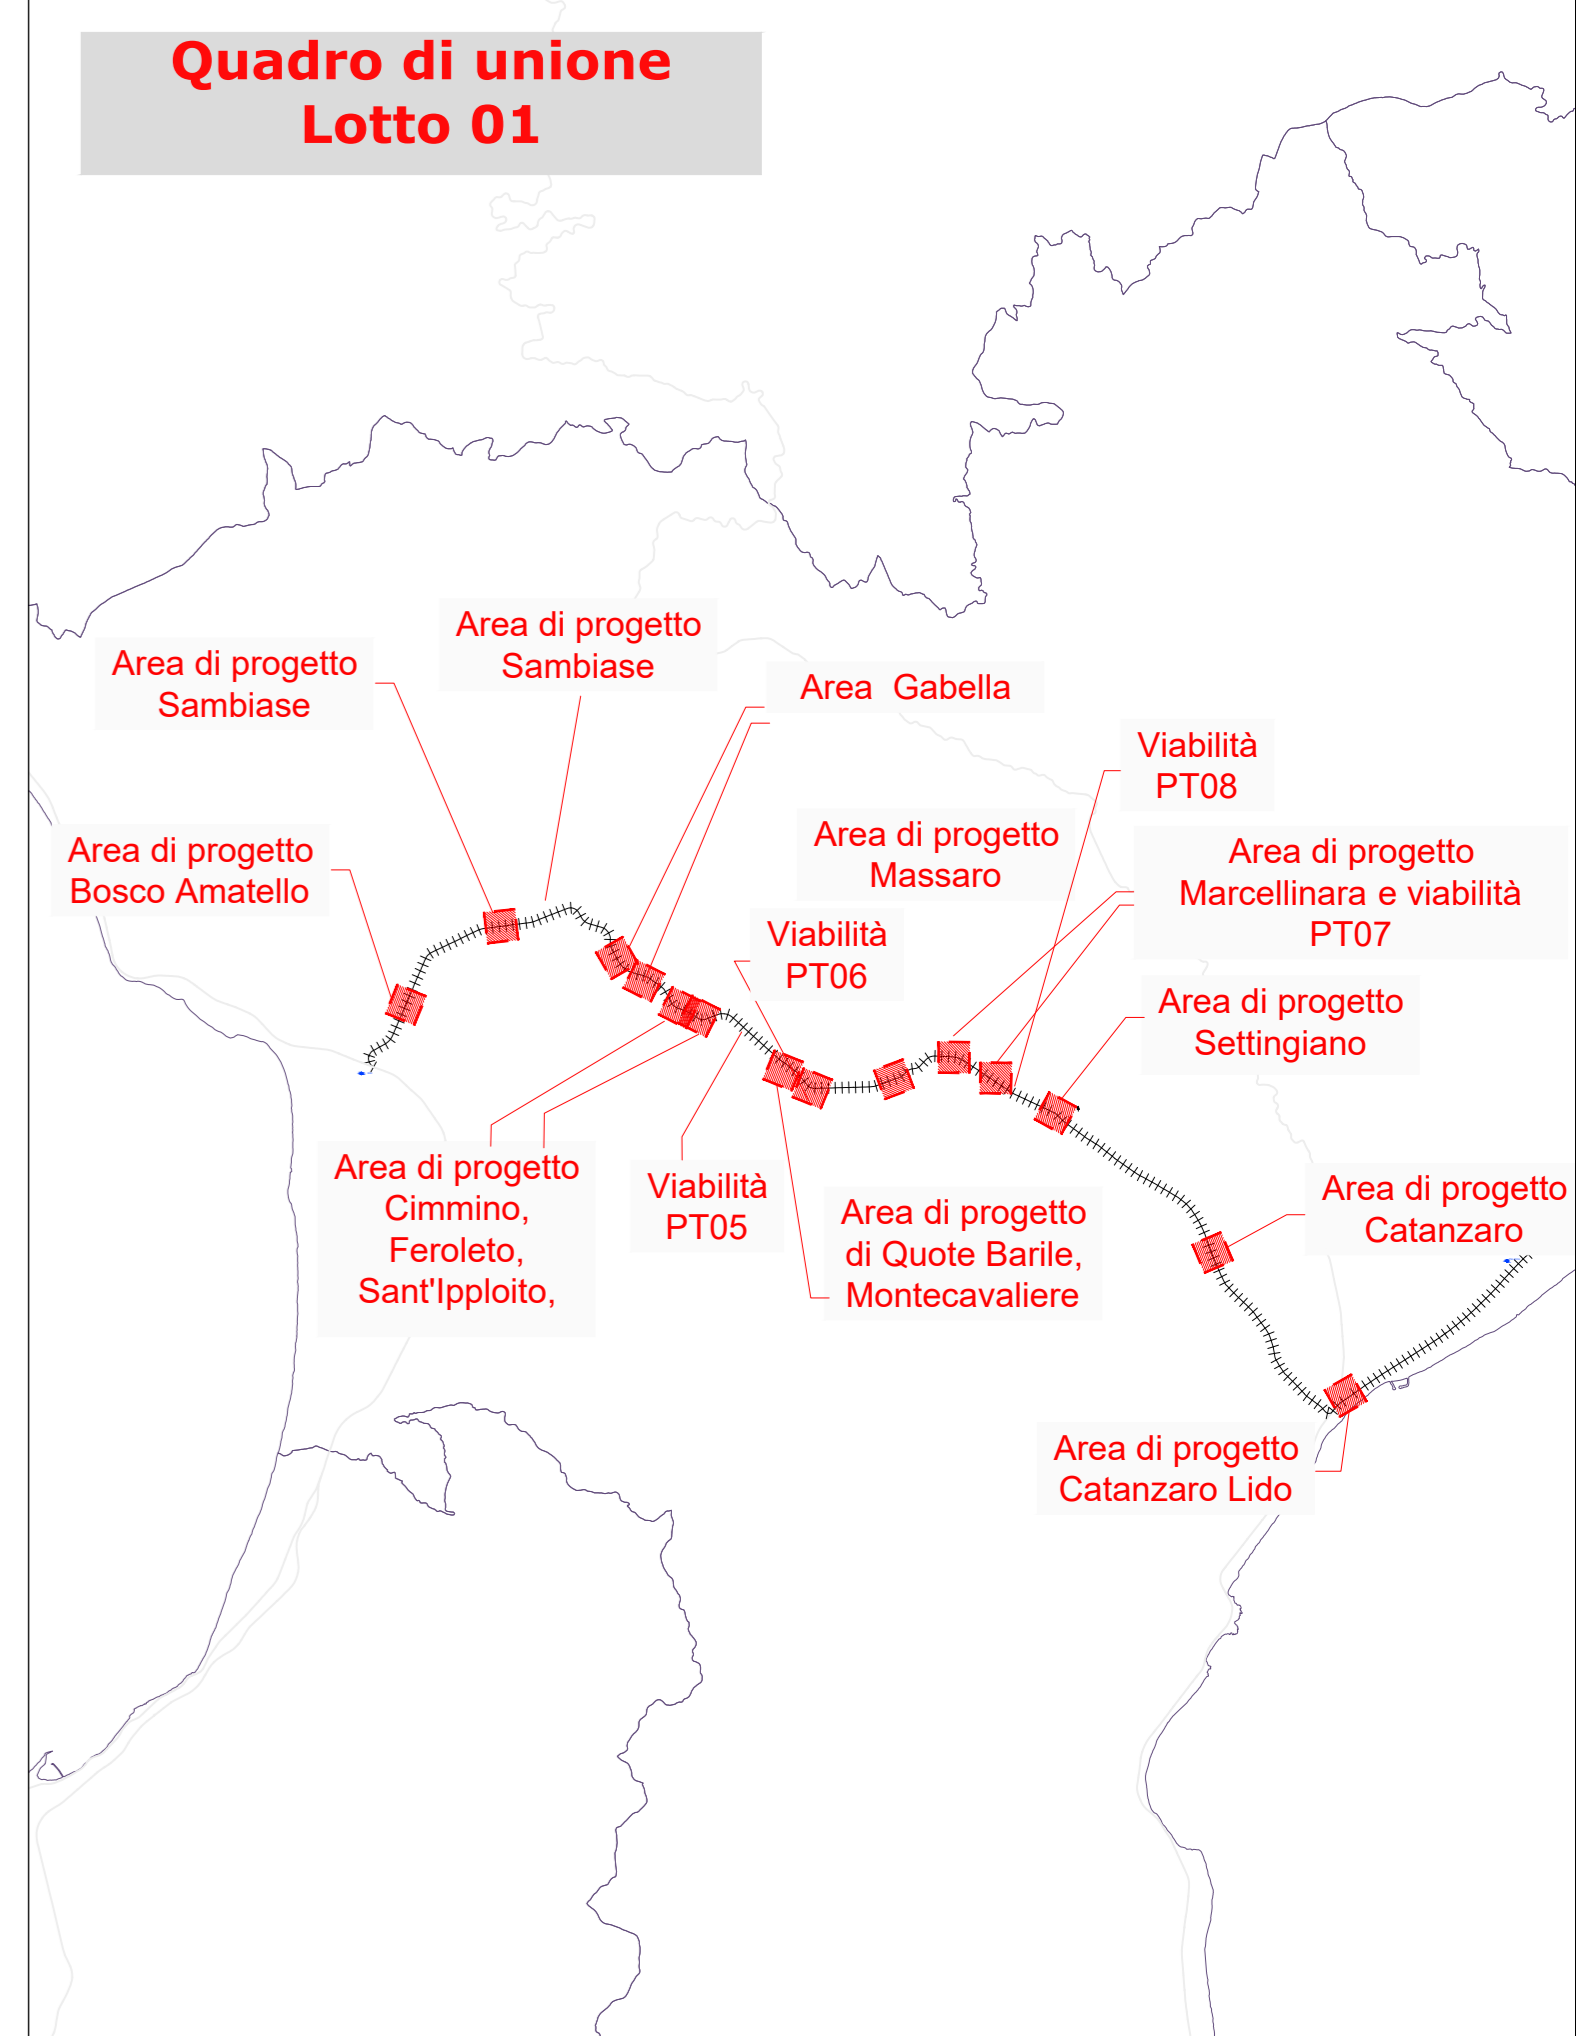 Quadro di unione
Lotto 01
Area di progetto
Sambiase
Area di progetto
Sambiase
Area Gabella
Viabilità
PT08
Area di progetto
Bosco Amatello
Area di progetto
Massaro
Area di progetto
Marcellinara e viabilità
PT07
Viabilità
PT06
Area di progetto
Settingiano
Area di progetto
Cimmino,
Feroleto,
Sant'Ipploito,
Viabilità
PT05
Area di progetto
di Quote Barile,
Montecavaliere
Area di progetto
Catanzaro
Area di progetto
Catanzaro Lido